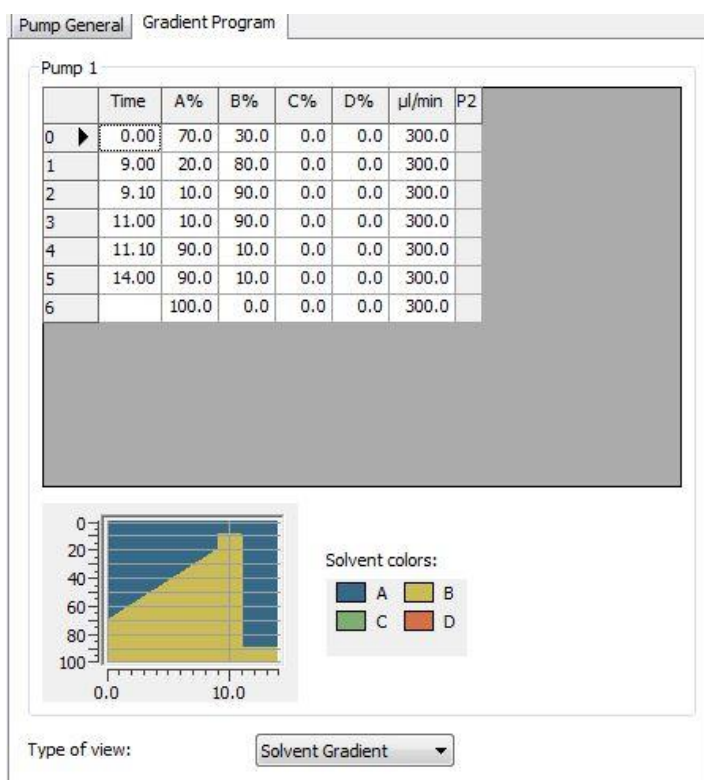 Pump General Gradient Program
Pump 1
Time A% B% C% D% µl/min P2
0 0.00 70.0 30.0 0.0 0.0 300.0
1 9.00 20.0 80.0 0.0 0.0 300.0
2 9.10 10.0 90.0 0.0 0.0 300.0
3 11.00 10.0 90.0 0.0 0.0 300.0
4 11.10 90.0 10.0 0.0 0.0 300.0
5 14.00 90.0 10.0 0.0 0.0 300.0
6 100.0 0.0 0.0 0.0 300.0
0
20
40
60
80
100
0.0 10.0
Solvent colors:
A B
C D
Type of view: Solvent Gradient